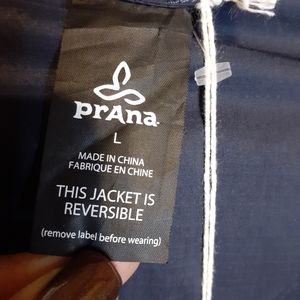 prAna
L
MADE IN CHINA
FABRIQUE EN CHINE
THIS JACKET IS
REVERSIBLE
(remove label before wearing)